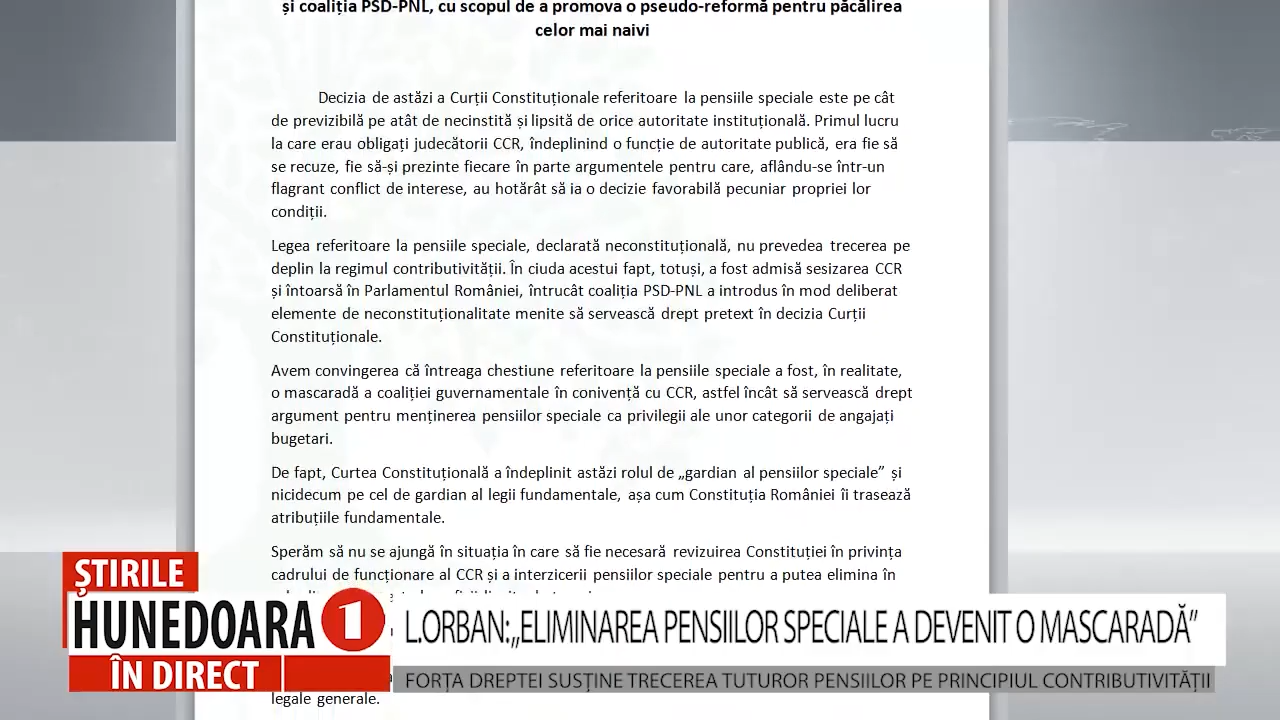 și coaliția PSD-PNL, cu scopul de a promova o pseudo-reformă pentru păcălirea
celor mai naivi
Decizia de astăzi a Curții Constituționale referitoare la pensiile speciale este pe cât
de previzibilă pe atât de necinstită și lipsită de orice autoritate instituțională. Primul lucru
la care erau obligați judecătorii CCR, îndeplinind o funcție de autoritate publică, era fie să
se recuze, fie să-și prezinte fiecare în parte argumentele pentru care, aflându-se într-un
flagrant conflict de interese, au hotărât să ia o decizie favorabilă pecuniar propriei lor
condiții.
Legea referitoare la pensiile speciale, declarată neconstituțională, nu prevedea trecerea pe
deplin la regimul contributivității. În ciuda acestui fapt, totuși, a fost admisă sesizarea CCR
și întoarsă în Parlamentul României, întrucât coaliția PSD-PNL a introdus în mod deliberat
elemente de neconstituționalitate menite să servească drept pretext în decizia Curții
Constituționale.
Avem convingerea că întreaga chestiune referitoare la pensiile speciale a fost, în realitate,
o mascaradă a coaliției guvernamentale în conivență cu CCR, astfel încât să servească drept
argument pentru menținerea pensiilor speciale ca privilegii ale unor categorii de angajați
bugetari.
De fapt, Curtea Constituțională a îndeplinit astăzi rolul de „gardian al pensiilor speciale” și
nicidecum pe cel de gardian al legii fundamentale, așa cum Constituția României îi trasează
atribuțiile fundamentale.
Sperăm să nu se ajungă în situația în care să fie necesară revizuirea Constituției în privința
cadrului de funcționare al CCR și a interzicerii pensiilor speciale pentru a putea elimina în
legale generale.
ȘTIRILE
HUNEDOARA 1
ÎN DIRECT
L.ORBAN:„ELIMINAREA PENSIILOR SPECIALE A DEVENIT O MASCARADĂ”
FORȚA DREPTEI SUSȚINE TRECEREA TUTUROR PENSIILOR PE PRINCIPIUL CONTRIBUTIVITĂȚII